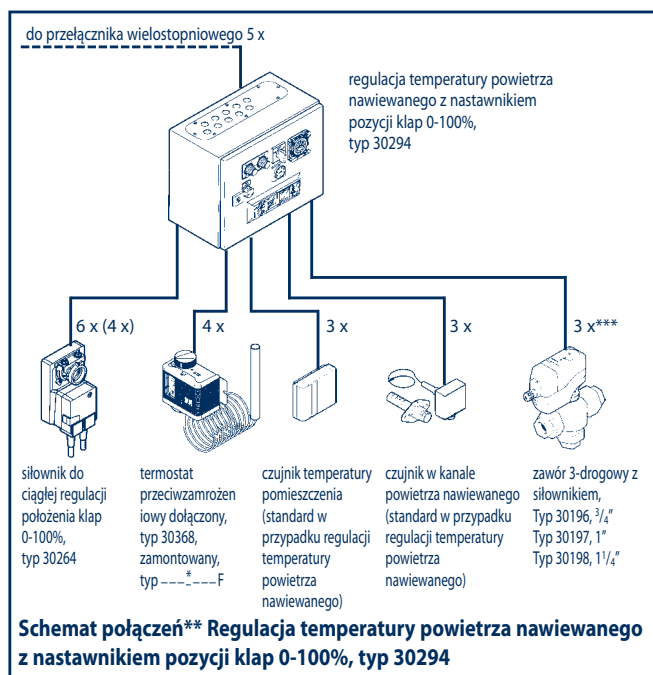 do przełącznika wielostopniowego 5 x
regulacja temperatury powietrza
nawiewanego z nastawnikiem
pozycji klap 0-100%,
typ 30294
6 x (4 x)
4 x
3 x
3 x
3 x***
siłownik do
ciągłej regulacji
położenia klap
0-100%,
typ 30264
termostat
przeciwzamrożen
iowy dołączony,
typ 30368,
zamontowany,
typ ---*---F
czujnik temperatury
pomieszczenia
(standard w
przypadku regulacji
temperatury
powietrza
nawiewanego)
czujnik w kanale
powietrza nawiewanego
(standard w przypadku
regulacji temperatury
powietrza
nawiewanego)
zawór 3-drogowy z
siłownikiem,
Typ 30196, 3/4"
Typ 30197, 1"
Typ 30198, 1 1/4"
Schemat połączeń** Regulacja temperatury powietrza nawiewanego
z nastawnikiem pozycji klap 0-100%, typ 30294